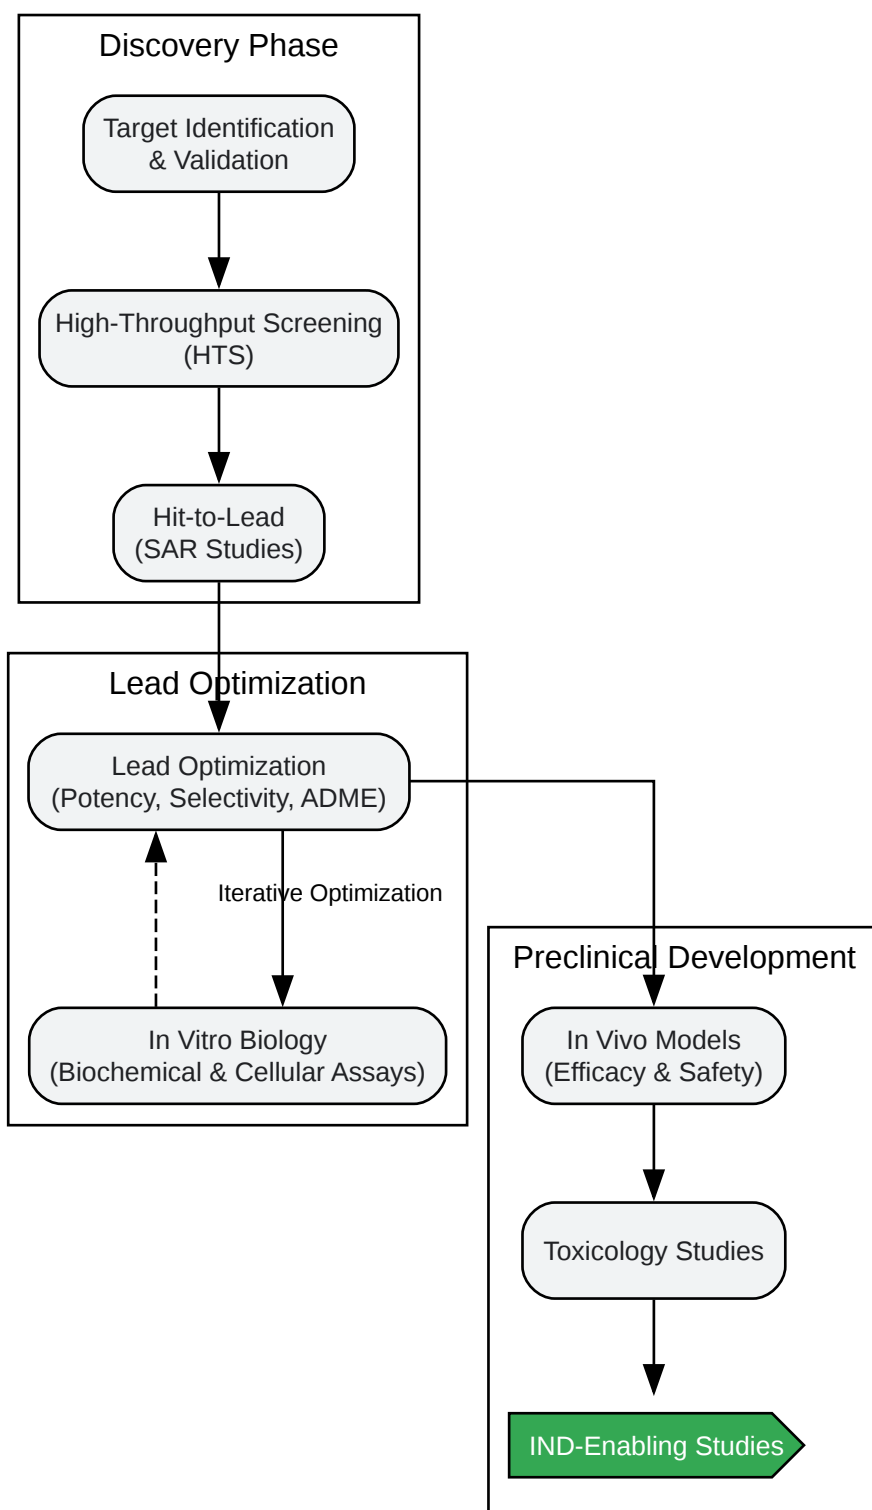 Discovery Phase
Target Identification
& Validation
High-Throughput Screening
(HTS)
Hit-to-Lead
(SAR Studies)
Lead Optimization
Lead Optimization
(Potency, Selectivity, ADME)
Iterative Optimization
In Vitro Biology
(Biochemical & Cellular Assays)
Preclinical Development
In Vivo Models
(Efficacy & Safety)
Toxicology Studies
IND-Enabling Studies